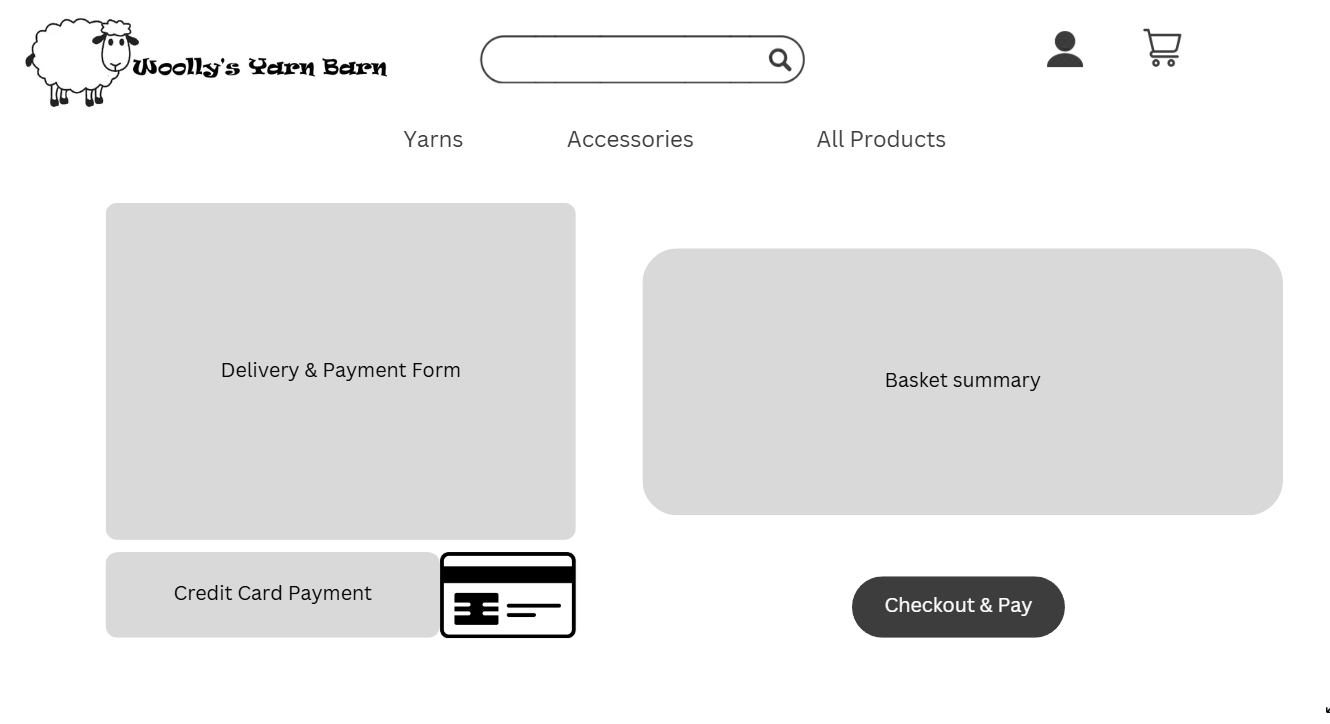 Woolly's Yarn Barn
Yarns Accessories All Products
Delivery & Payment Form
Basket summary
Credit Card Payment
Checkout & Pay